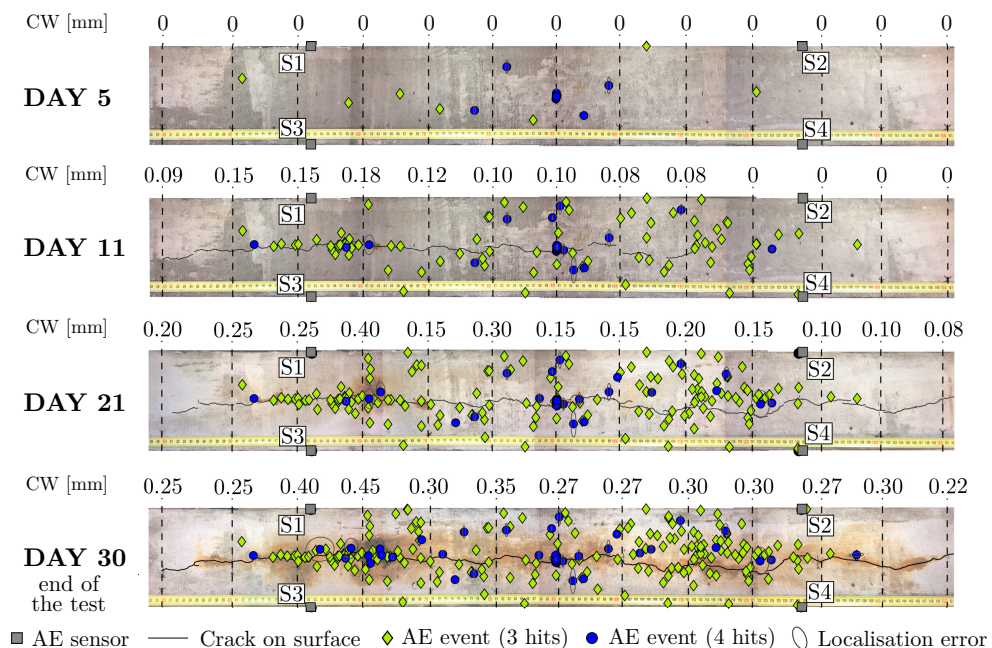 CW [mm] 0 0 0 0 0 0 0 0 0 0 0 0 0
S1 S2
DAY 5
S3 S4
CW [mm] 0.09 0.15 0.15 0.18 0.12 0.10 0.10 0.08 0.08 0 0 0 0
S1 S2
DAY 11
S3 S4
CW [mm] 0.20 0.25 0.25 0.40 0.15 0.30 0.15 0.15 0.20 0.15 0.10 0.10 0.08
S1 S2
DAY 21
S3 S4
CW [mm] 0.25 0.25 0.40 0.45 0.30 0.35 0.27 0.27 0.30 0.30 0.27 0.30 0.22
S1 S2
DAY 30
end of
the test
S3 S4
AE sensor Crack on surface AE event (3 hits) AE event (4 hits) Localisation error